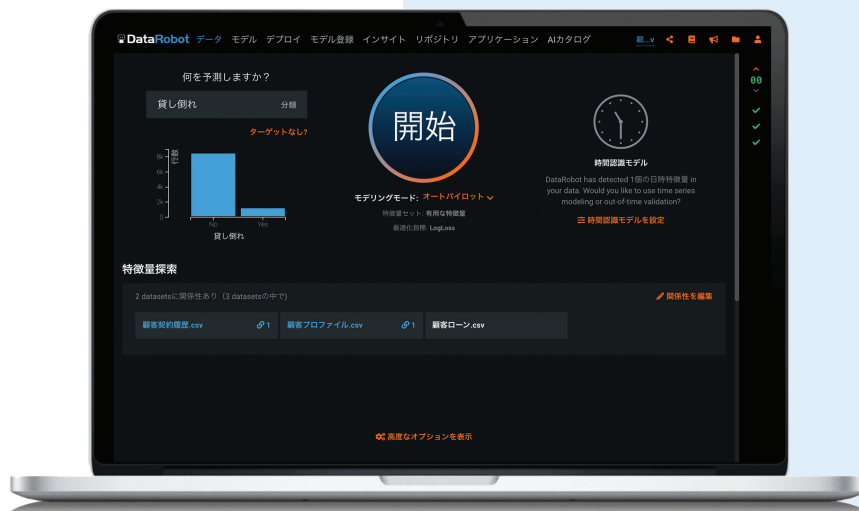 DataRobot データ モデル デプロイ モデル登録 インサイト リポジトリ アプリケーション AIカタログ 顧...v
00
何を予測しますか？
貸し倒れ 分類
ターゲットなし?
行数
8k
6k
4k
2k
0
No Yes
貸し倒れ
開始
モデリングモード: オートパイロット
特徴量セット: 有用な特徴量
最適化指標: LogLoss
時間認識モデル
DataRobot has detected 1個の日時特徴量 in
your data. Would you like to use time series
modeling or out-of-time validation?
時間認識モデルを設定
特徴量探索
2 datasetsに関係性あり（3 datasetsの中で) 関係性を編集
顧客契約履歴.csv 1 顧客プロファイル.csv 1 顧客ローン.csv
高度なオプションを表示